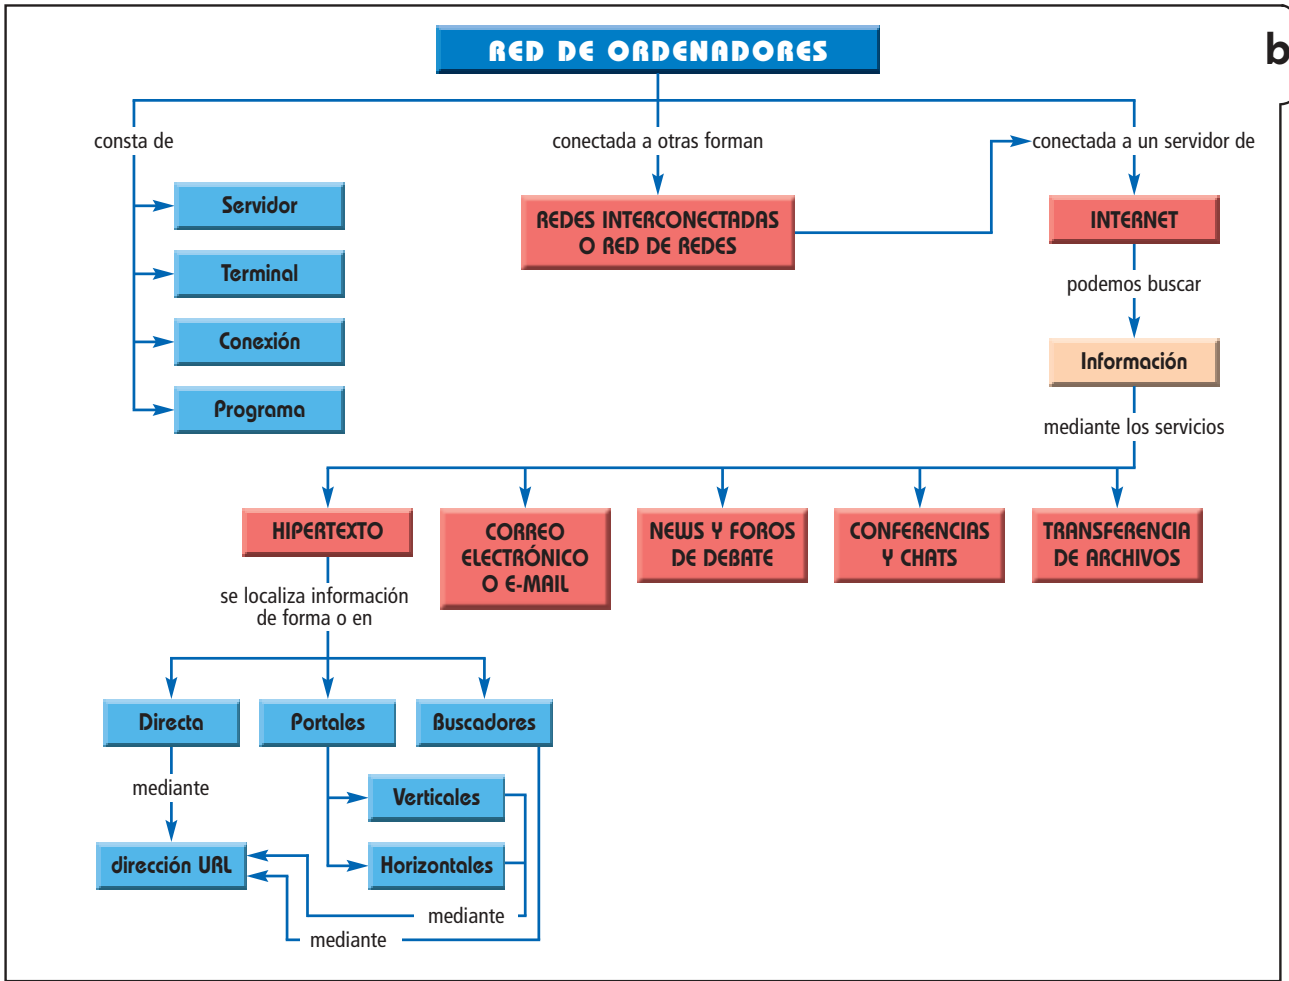 RED DE ORDENADORES
b
consta de
conectada a otras forman
conectada a un servidor de
Servidor
Terminal
Conexión
Programa
REDES INTERCONECTADAS
O RED DE REDES
INTERNET
podemos buscar
Información
mediante los servicios
HIPERTEXTO
CORREO
ELECTRÓNICO
O E-MAIL
NEWS Y FOROS
DE DEBATE
CONFERENCIAS
Y CHATS
TRANSFERENCIA
DE ARCHIVOS
se localiza información
de forma o en
Directa
Portales
Buscadores
mediante
Verticales
Horizontales
dirección URL
mediante
mediante